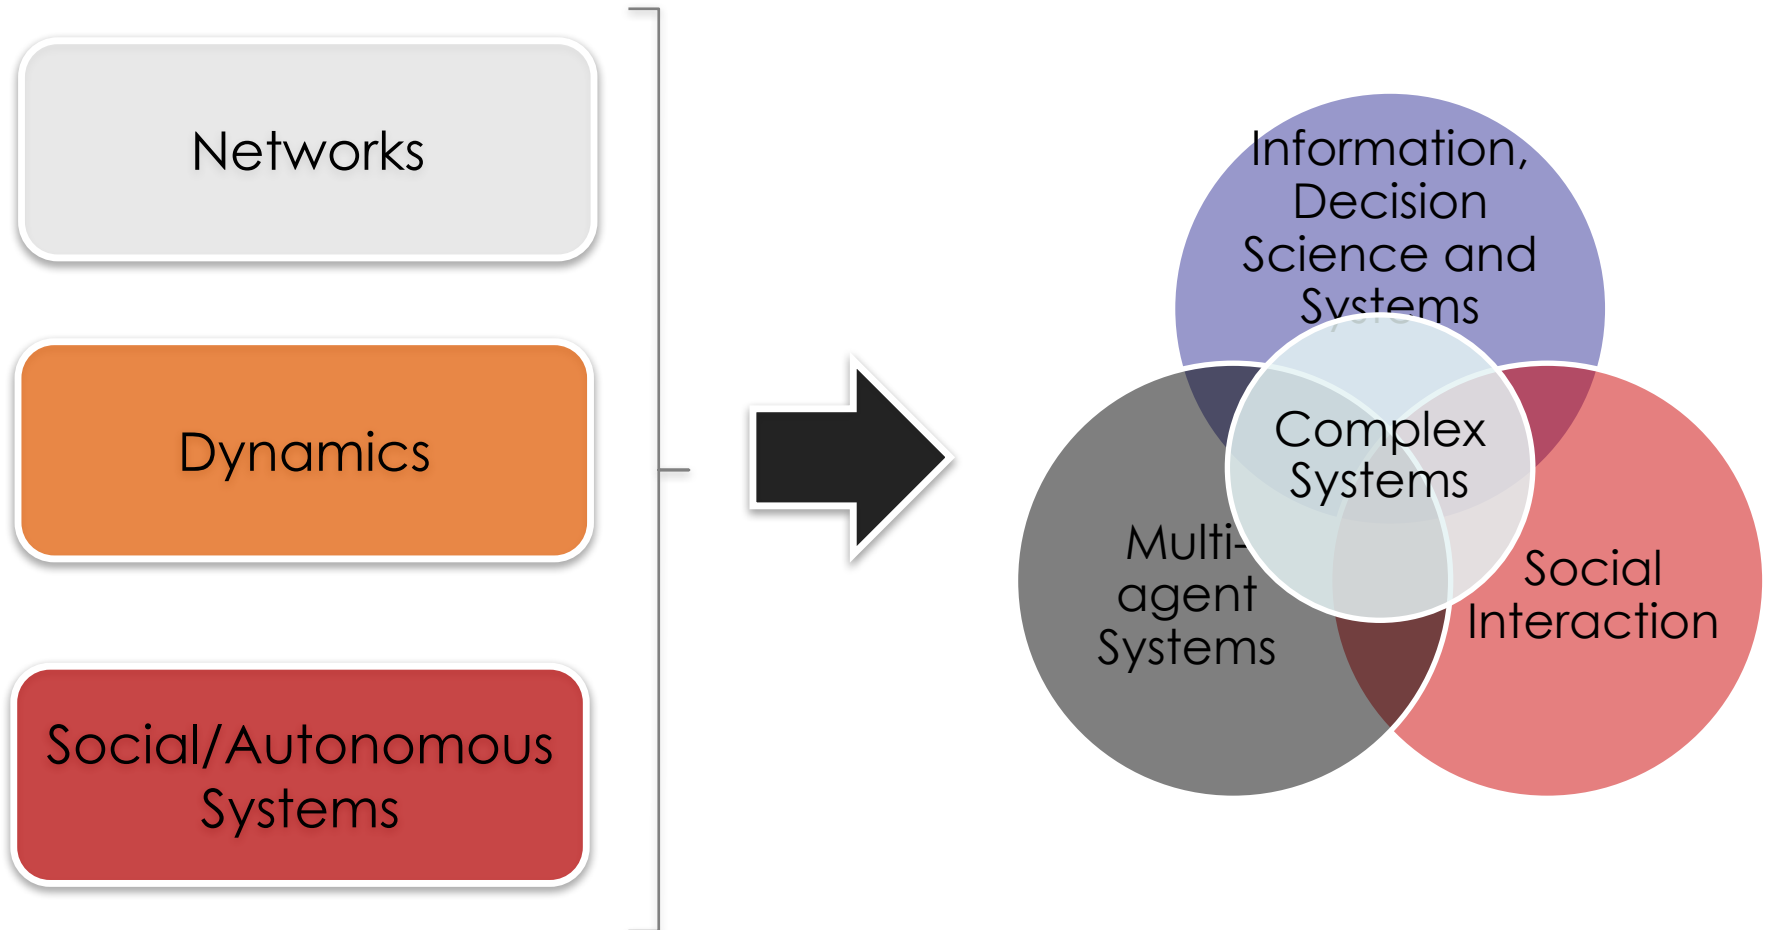 Networks
Dynamics
Social/Autonomous
Systems
Information,
Decision
Science and
Systems
Complex
Systems
Multi-
agent
Systems
Social
Interaction